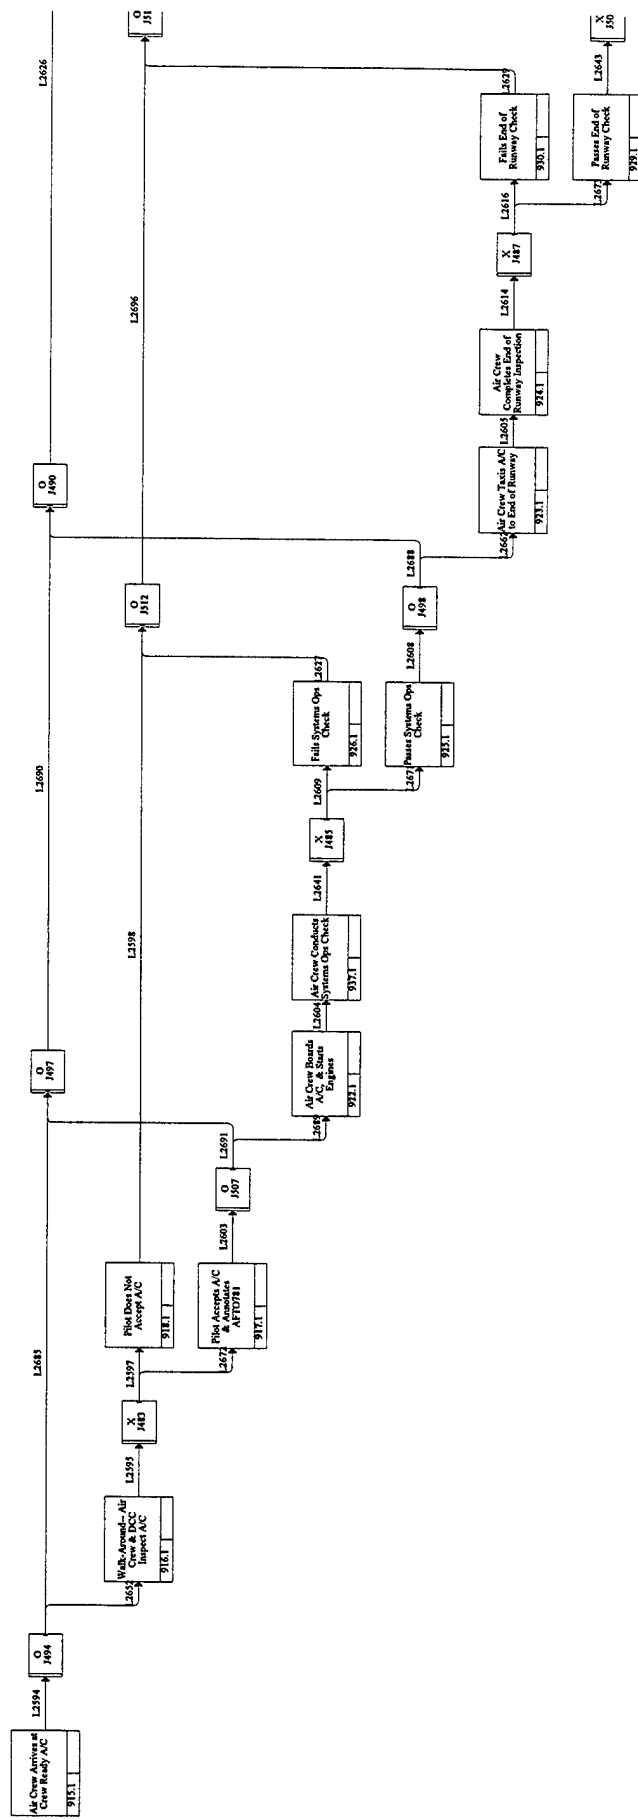 Air Crew Arrives at
Crew Ready A/C
915.1
L2594
O
J494
L2685
L2652
Walk-Around-- Air
Crew & DCC
Inspect A/C
916.1
L2595
X
J483
L2597
L2672
Pilot Does Not
Accept A/C
918.1
Pilot Accepts A/C
& Annotates
AFTO781
917.1
L2603
O
J507
L2691
L2689
O
J497
L2690
L2598
Air Crew Boards
A/C, & Starts
Engines
922.1
L2604
Air Crew Conducts
Systems Ops Check
937.1
L2641
X
J485
L2609
L2671
Fails Systems Ops
Check
926.1
L2627
Passes Systems Ops
Check
925.1
L2608
O
J498
L2688
O
J512
O
J490
L2696
L2626
Air Crew Taxis A/C
to End of Runway
923.1
L2605
Air Crew
Completes End of
Runway Inspection
924.1
L2614
X
J487
L2616
L2673
Fails End of
Runway Check
930.1
L2629
Passes End of
Runway Check
929.1
L2643
O
J51
X
J50